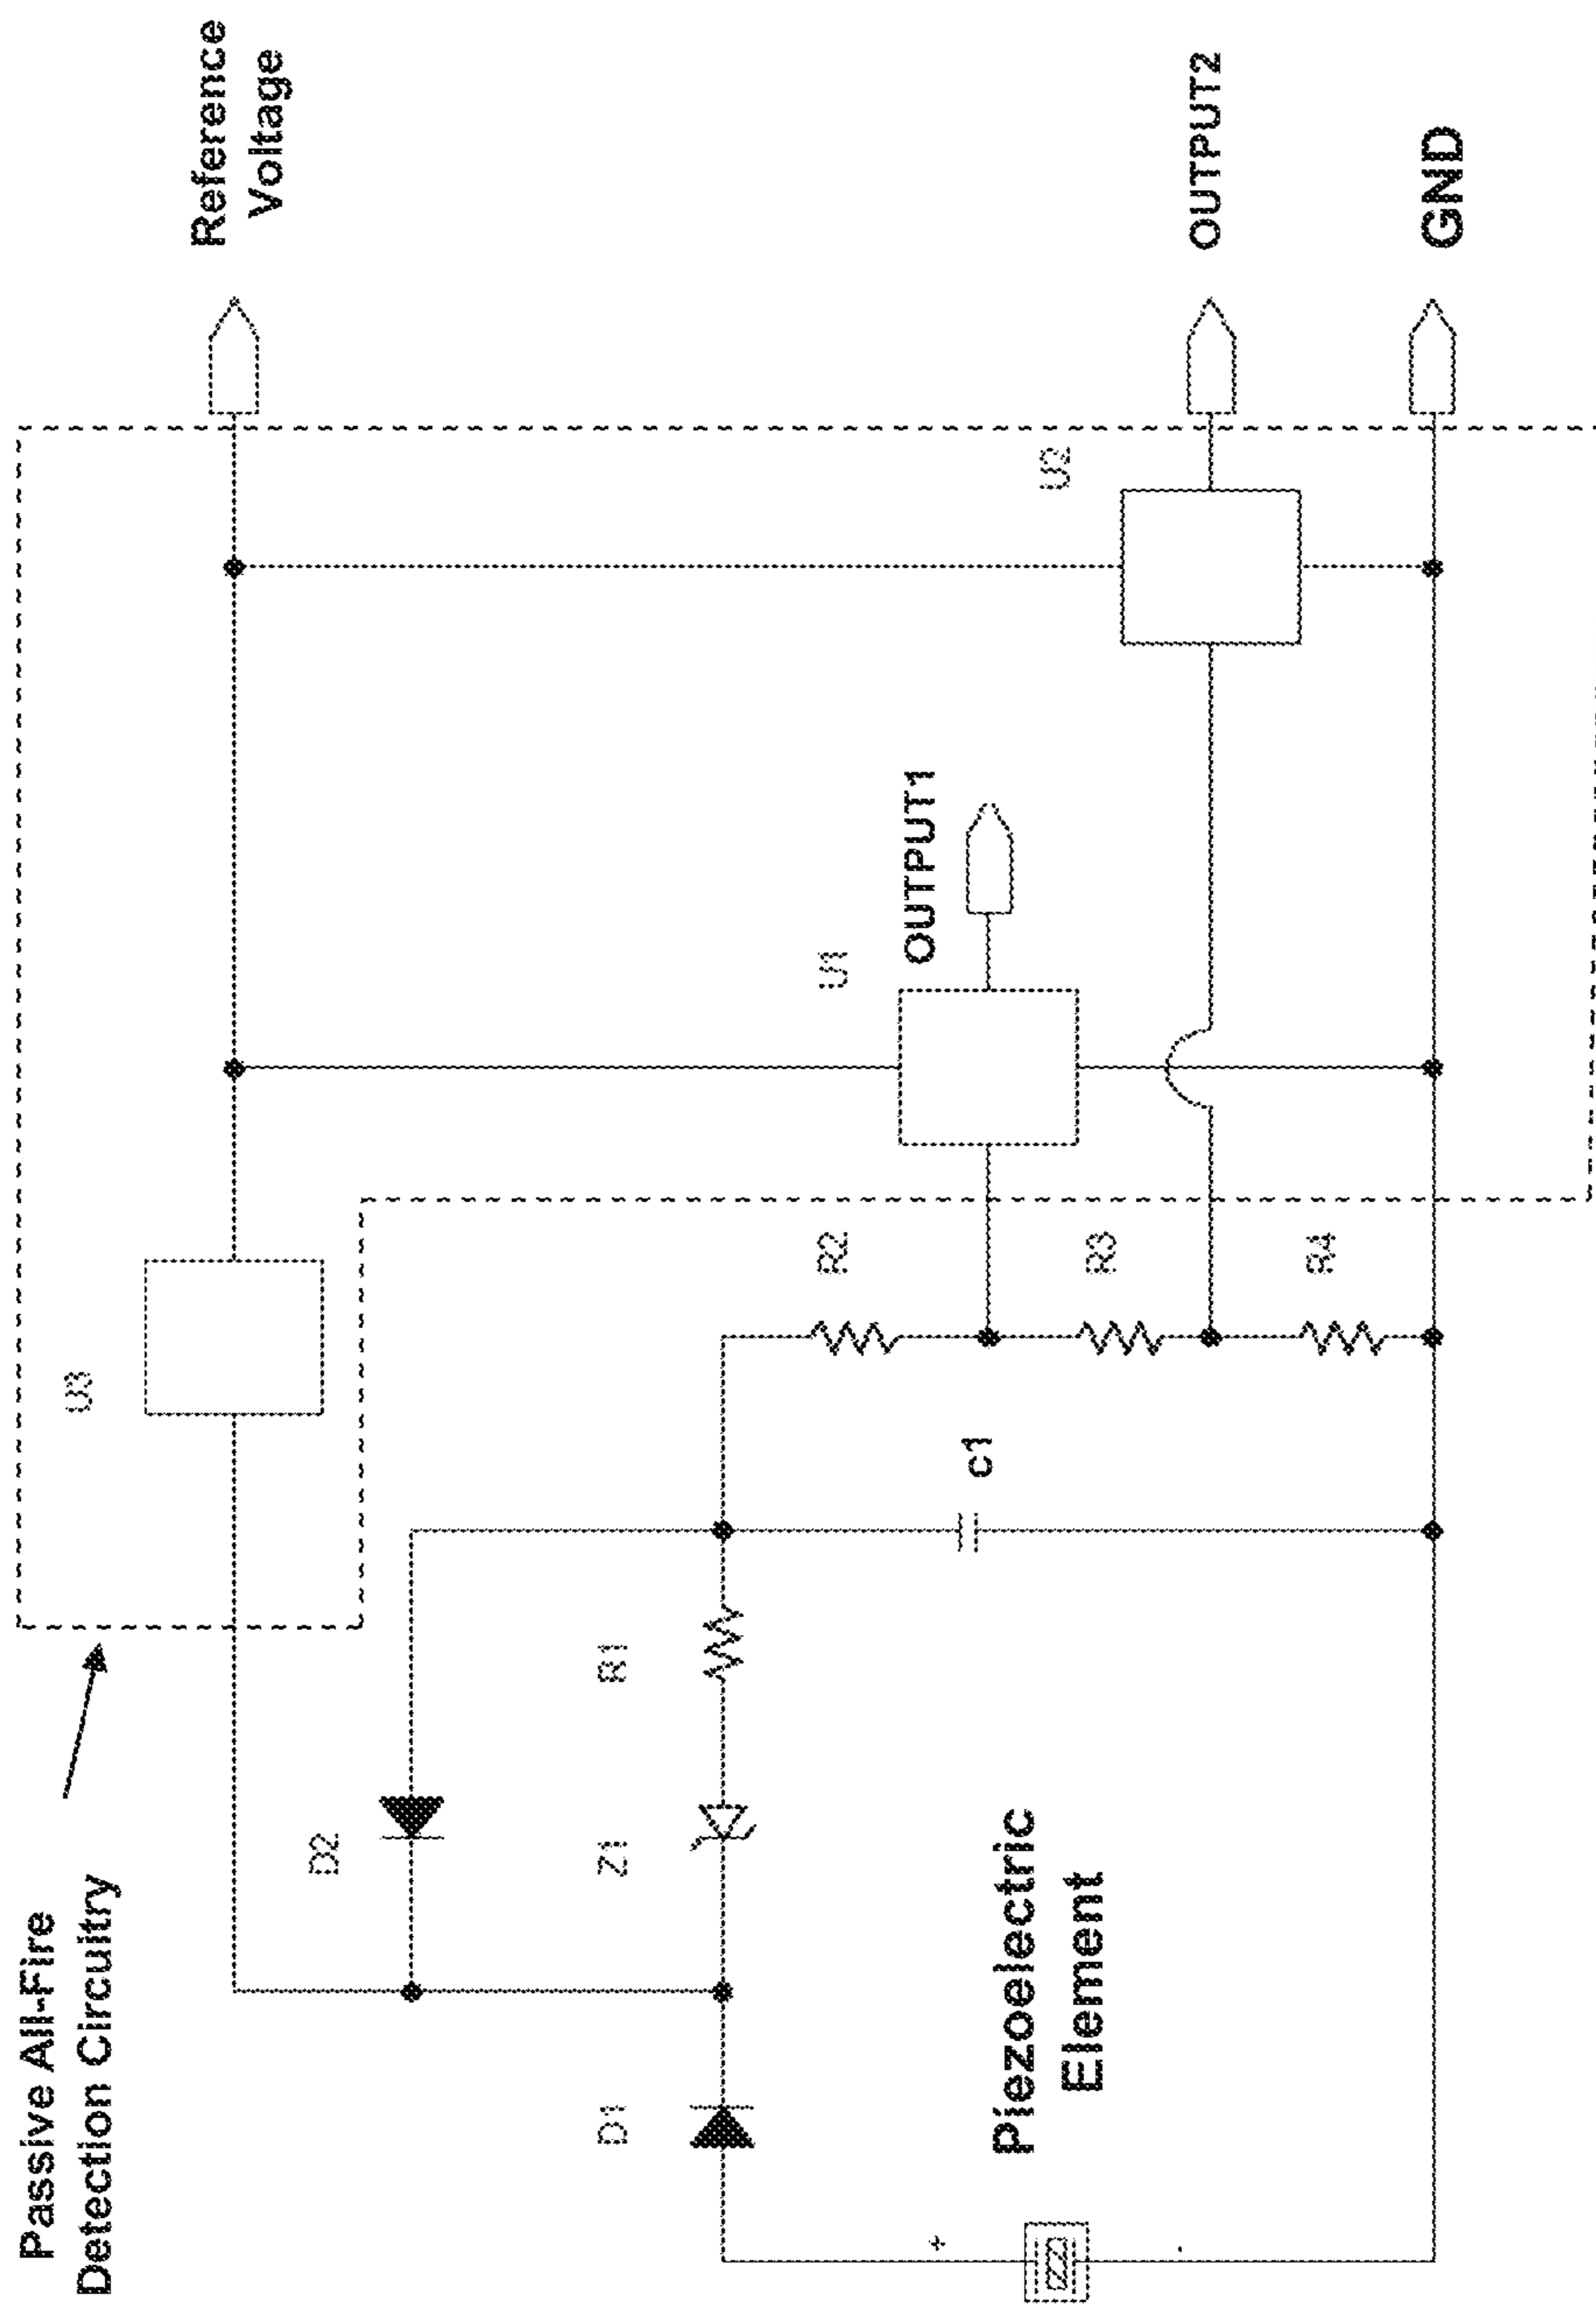 Passive All-Fire
Detection Circuitry
U3
Reference
Voltage
D2
D1
Z1
R1
R2
U1
OUTPUT1
c1
Piezoelectric
Element
+
-
R3
U2
OUTPUT2
R4
GND